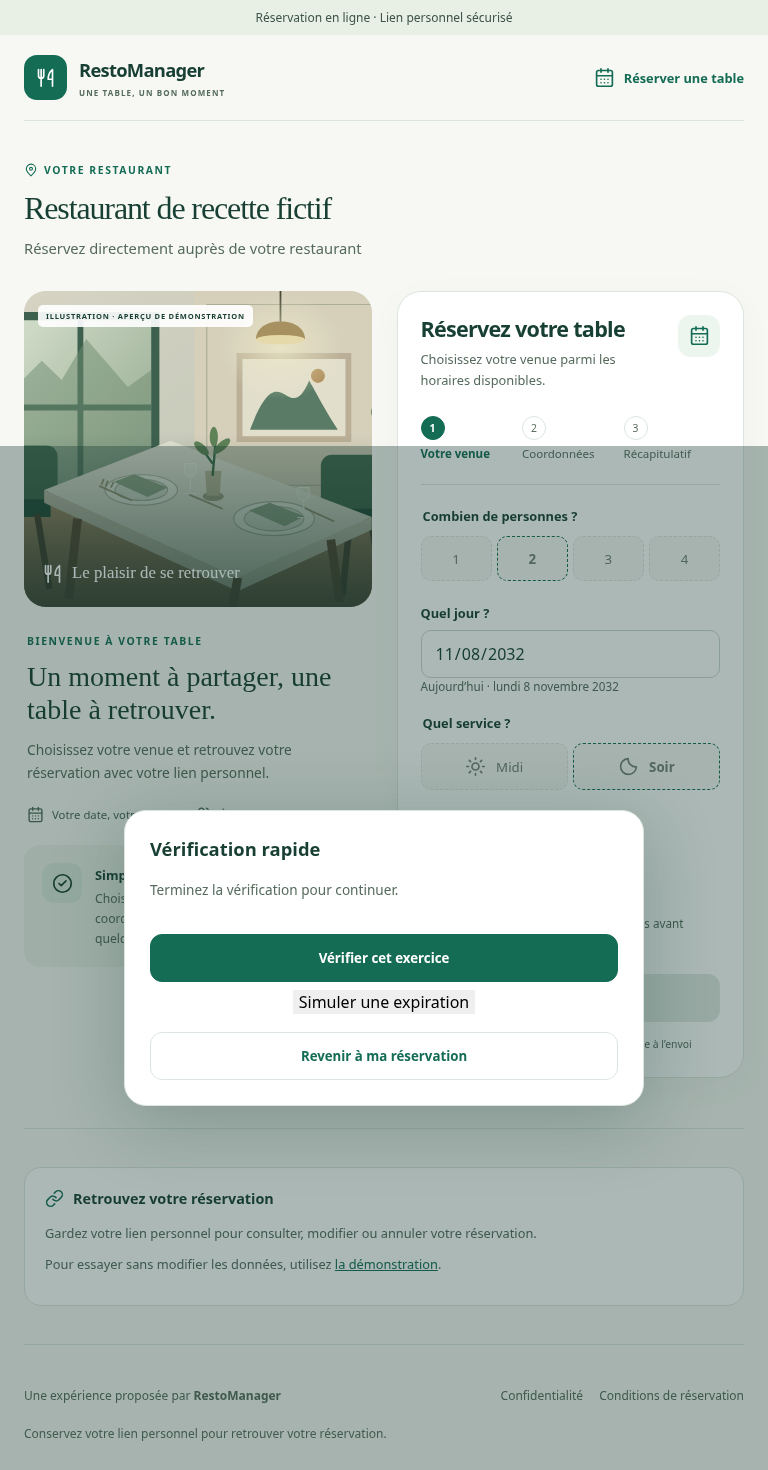 Réservation en ligne · Lien personnel sécurisé
RestoManager
UNE TABLE, UN BON MOMENT
Réserver une table
VOTRE RESTAURANT
Restaurant de recette fictif
Réservez directement auprès de votre restaurant
ILLUSTRATION · APERÇU DE DÉMONSTRATION
Le plaisir de se retrouver
BIENVENUE À VOTRE TABLE
Un moment à partager, une
table à retrouver.
Choisissez votre venue et retrouvez votre
réservation avec votre lien personnel.
Votre date,
Réservez votre table
Choisissez votre venue parmi les
horaires disponibles.
1
2
3
Votre venue
Coordonnées
Récapitulatif
Combien de personnes ?
1
2
3
4
Quel jour ?
11/08/2032
Aujourd’hui · lundi 8 novembre 2032
Quel service ?
Midi
Soir
avant
à l’envoi
Vérification rapide
Terminez la vérification pour continuer.
Vérifier cet exercice
Simuler une expiration
Revenir à ma réservation
Retrouvez votre réservation
Gardez votre lien personnel pour consulter, modifier ou annuler votre réservation.
Pour essayer sans modifier les données, utilisez la démonstration.
Une expérience proposée par RestoManager
Confidentialité
Conditions de réservation
Conservez votre lien personnel pour retrouver votre réservation.